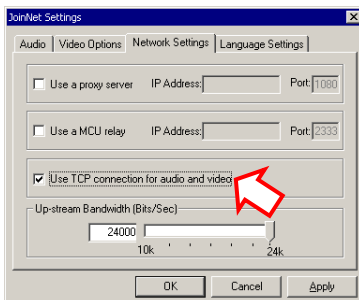 JoinNet Settings
Audio Video Options Network Settings Language Settings
Use a proxy server IP Address: Port: 1080
Use a MCU relay IP Address: Port: 2333
Use TCP connection for audio and video
Up-stream Bandwidth (Bits/Sec)
24000
10k 24k
OK Cancel Apply